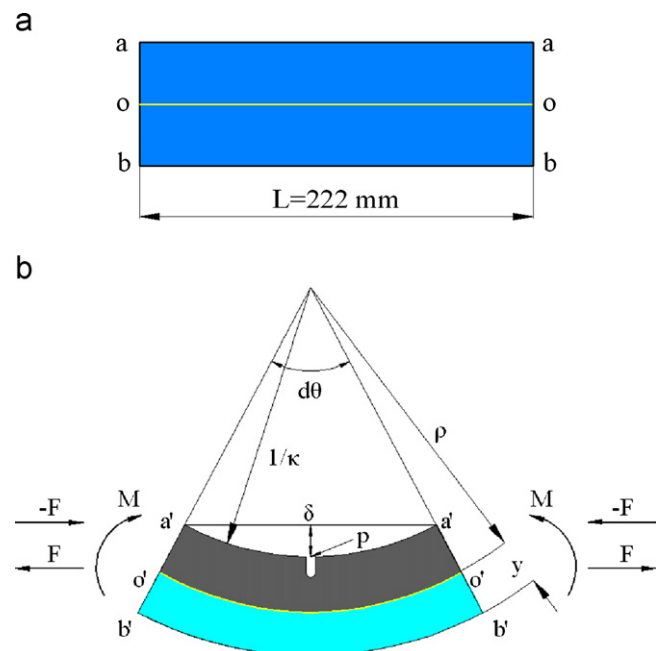 a
a a
o o
b b
L=222 mm
b
dθ
ρ
1/κ
-F M δ M -F
a' p a'
F F
o' o' y
b' b'